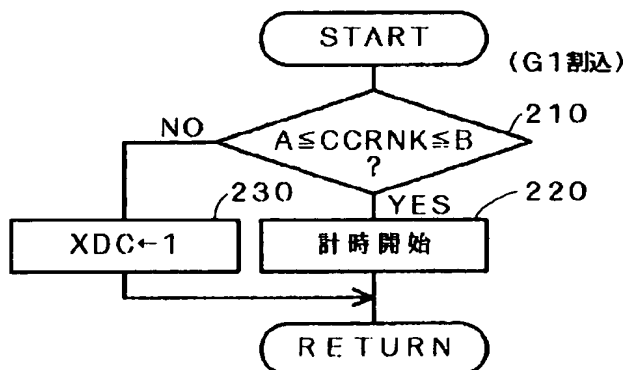 START
(G1割込)
210
A≦CCRNK≦B
?
NO
YES
230
220
XDC←1
計時開始
RETURN